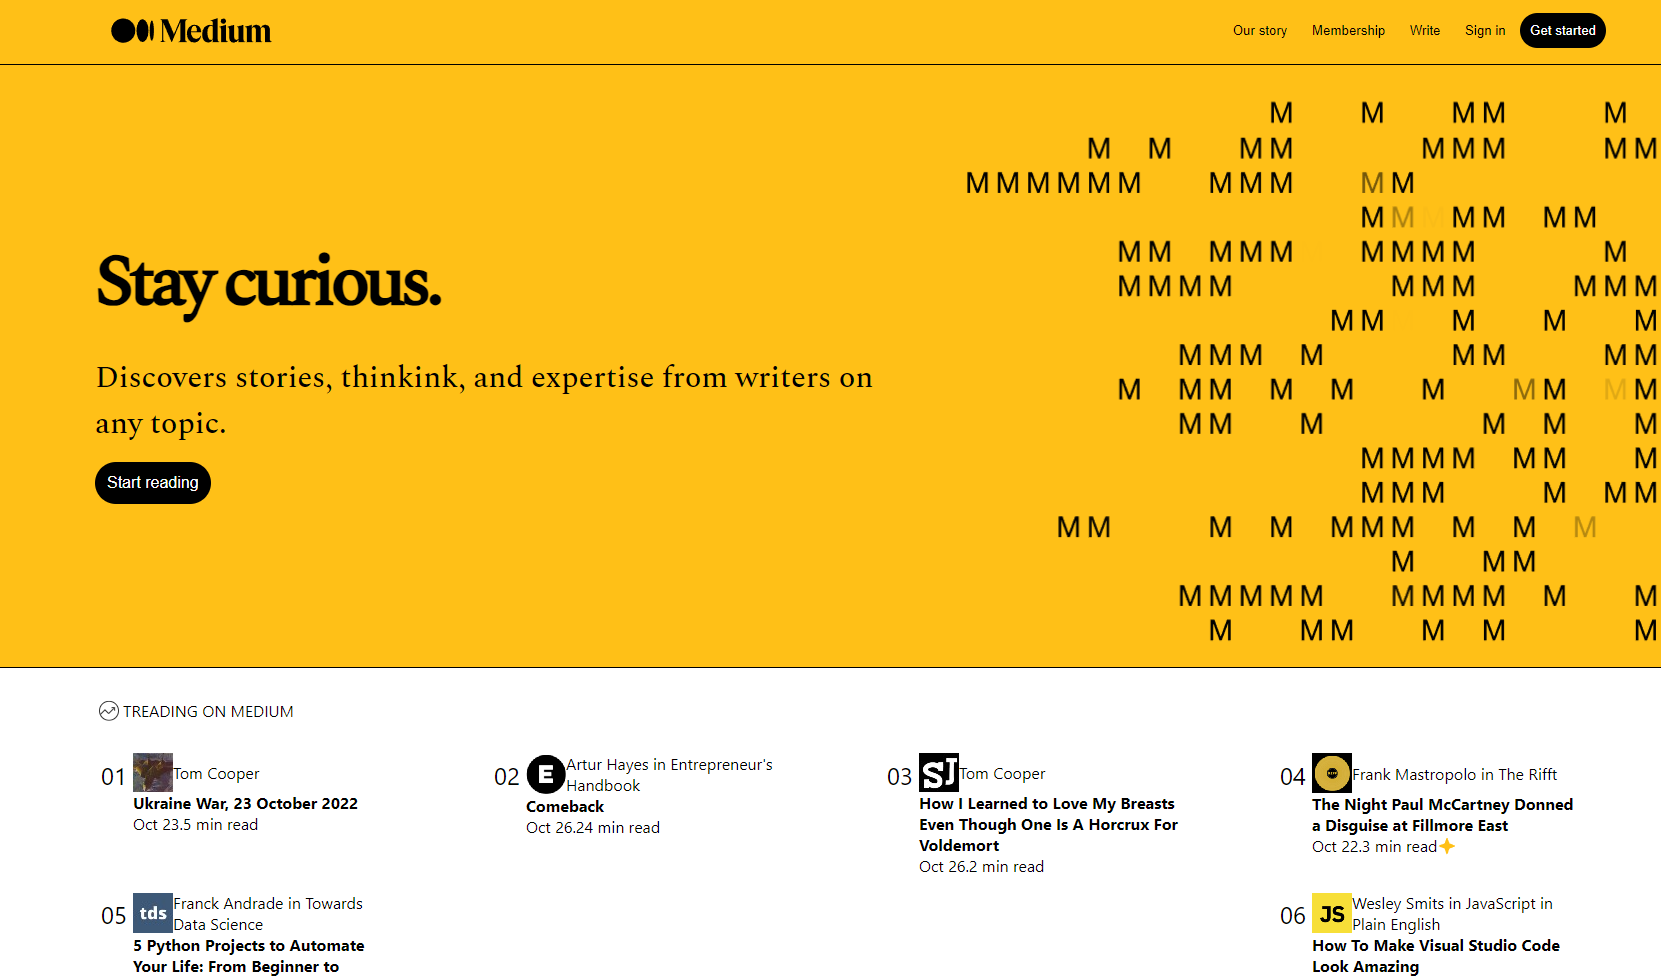 Medium
Our story Membership Write Sign in Get started
M M M M M
M M M M M M M M M
M M M M M M M M M M M
M M M M M M M
M M M M M M M M M M
M M M M M M M M M M
M M M M M
M M M M M M M M
M M M M M M M M M M
M M M M M M
M M M M M M M
M M M M M M
M M M M M M M M M M
M M M
M M M M M M M M M M M
M M M M M M
Stay curious.
Discovers stories, thinkink, and expertise from writers on
any topic.
Start reading
TREADING ON MEDIUM
01 Tom Cooper
Ukraine War, 23 October 2022
Oct 23.5 min read
02 E Artur Hayes in Entrepreneur's
Handbook
Comeback
Oct 26.24 min read
03 SJ Tom Cooper
How I Learned to Love My Breasts
Even Though One Is A Horcrux For
Voldemort
Oct 26.2 min read
04 Frank Mastropolo in The Rifft
The Night Paul McCartney Donned
a Disguise at Fillmore East
Oct 22.3 min read
05 tds Franck Andrade in Towards
Data Science
5 Python Projects to Automate
Your Life: From Beginner to
06 JS Wesley Smits in JavaScript in
Plain English
How To Make Visual Studio Code
Look Amazing